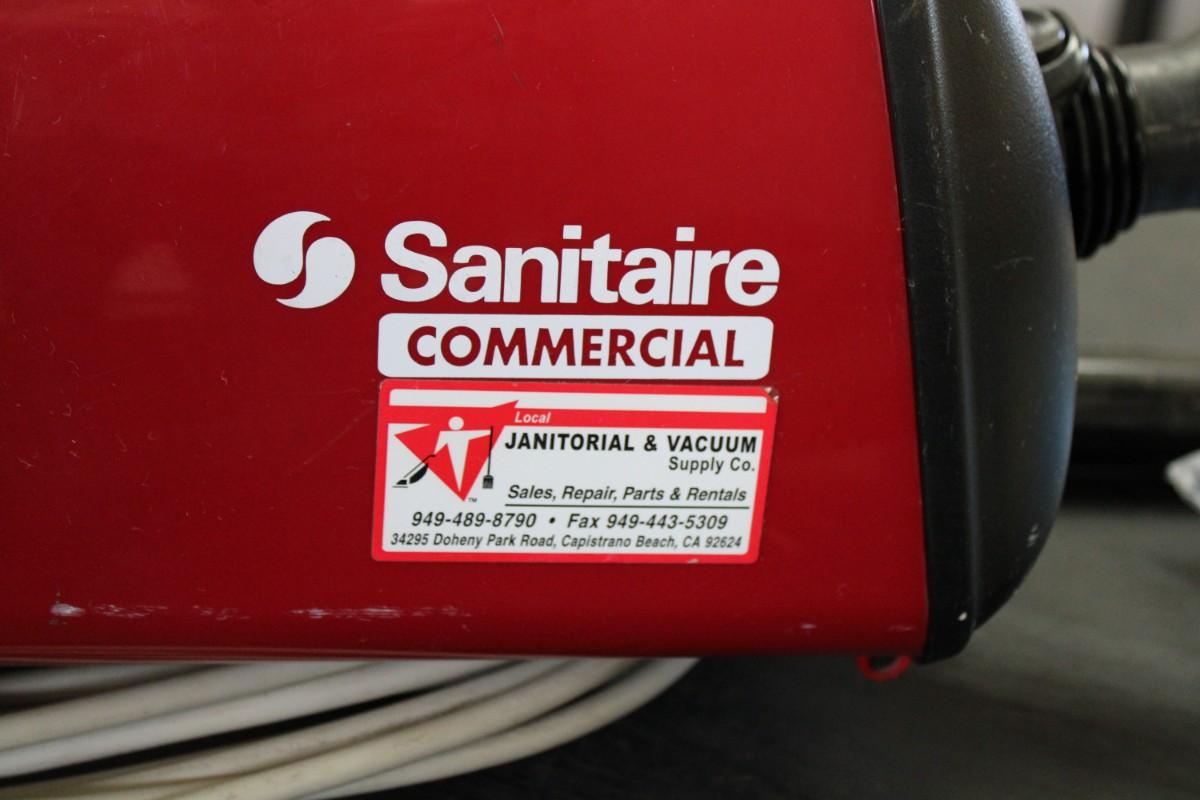 Sanitaire
COMMERCIAL
Local
JANITORIAL & VACUUM
Supply Co.
Sales, Repair, Parts & Rentals
949-489-8790 • Fax 949-443-5309
34295 Doheny Park Road, Capistrano Beach, CA 92624
TM